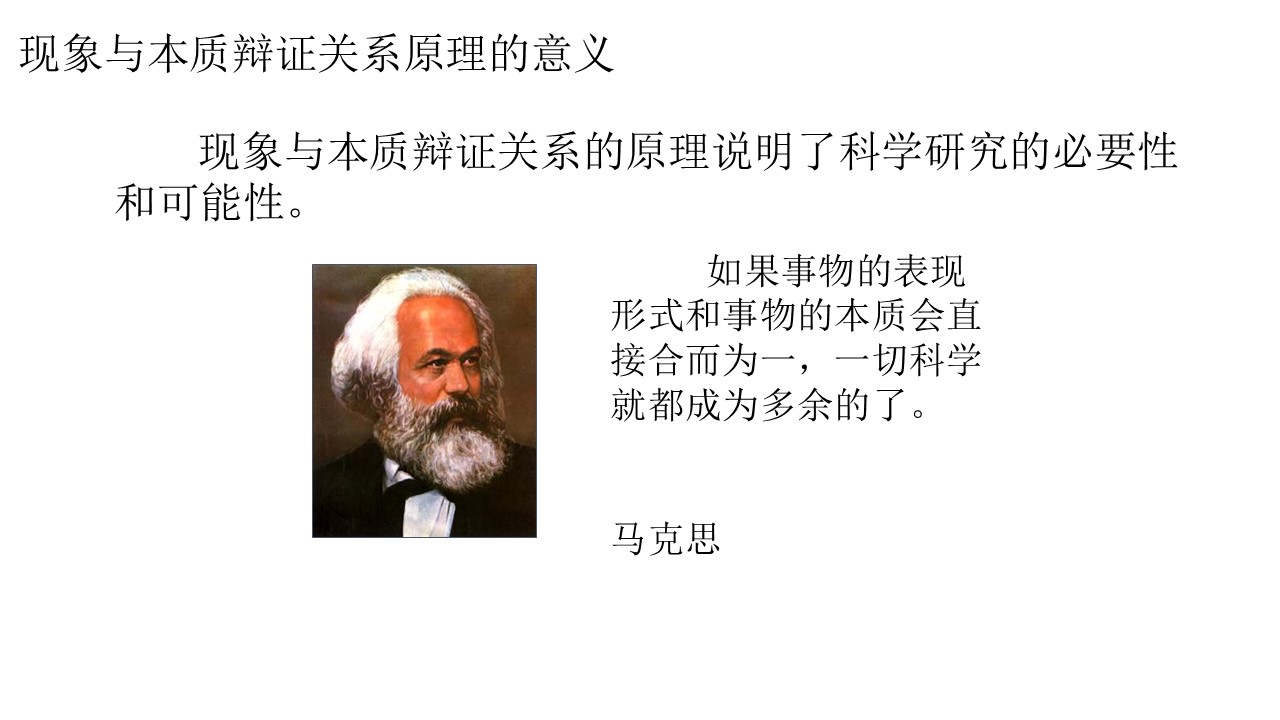 现象与本质辩证关系原理的意义
现象与本质辩证关系的原理说明了科学研究的必要性
和可能性。
如果事物的表现
形式和事物的本质会直
接合而为一，一切科学
就都成为多余的了。
马克思